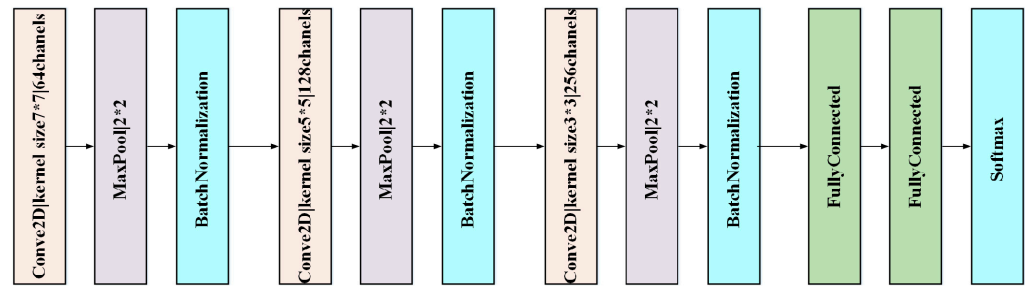 Conve2D|kernel size7*7|64chanels
MaxPool|2*2
BatchNormalization
Conve2D|kernel size5*5|128chanels
MaxPool|2*2
BatchNormalization
Conve2D|kernel size3*3|256chanels
MaxPool|2*2
BatchNormalization
FullyConnected
FullyConnected
Softmax